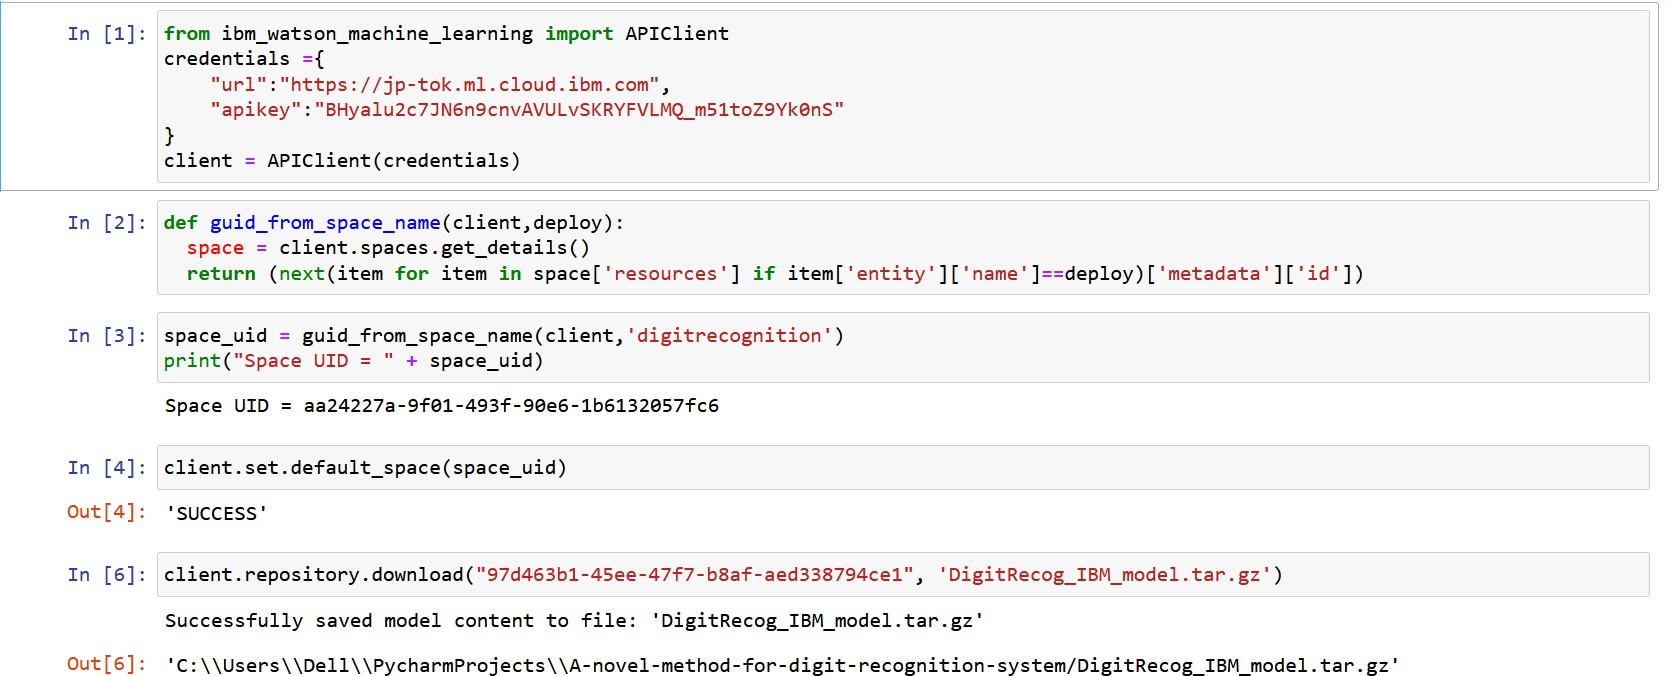 In [1]: from ibm_watson_machine_learning import APIClient
credentials ={
    "url":"https://jp-tok.ml.cloud.ibm.com",
    "apikey":"BHyalu2c7JN6n9cnvAVULvSKRYFVLMQ_m51toZ9Yk0nS"
}
client = APIClient(credentials)
In [2]: def guid_from_space_name(client,deploy):
  space = client.spaces.get_details()
  return (next(item for item in space['resources'] if item['entity']['name']==deploy)['metadata']['id'])
In [3]: space_uid = guid_from_space_name(client,'digitrecognition')
print("Space UID = " + space_uid)
Space UID = aa24227a-9f01-493f-90e6-1b6132057fc6
In [4]: client.set.default_space(space_uid)
Out[4]: 'SUCCESS'
In [6]: client.repository.download("97d463b1-45ee-47f7-b8af-aed338794ce1", 'DigitRecog_IBM_model.tar.gz')
Successfully saved model content to file: 'DigitRecog_IBM_model.tar.gz'
Out[6]: 'C:\\Users\\Dell\\PycharmProjects\\A-novel-method-for-digit-recognition-system/DigitRecog_IBM_model.tar.gz'